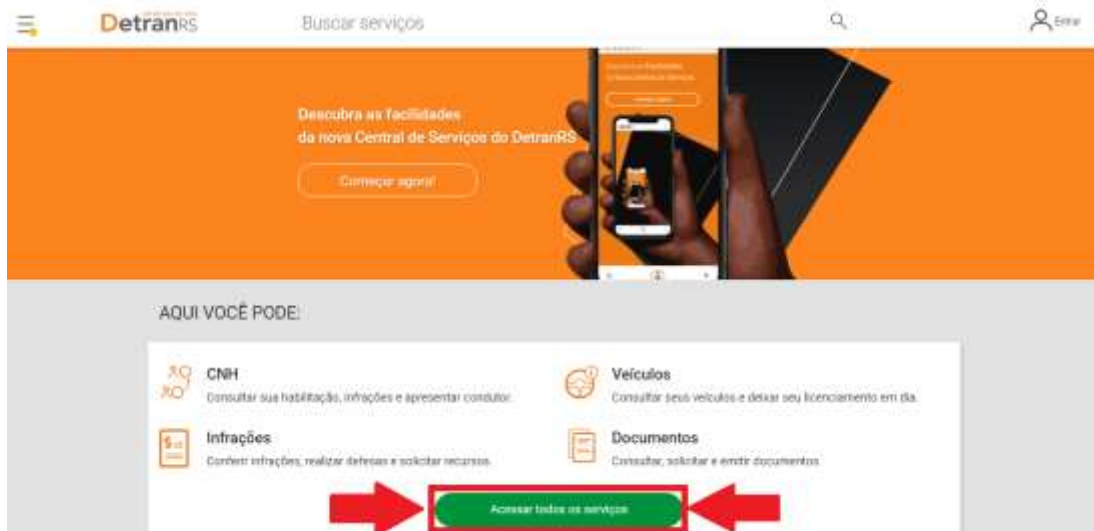 DetranRS
Buscar serviços
Entrar
Descubra as facilidades
da nova Central de Serviços do DetranRS
Começar agora!
AQUI VOCÊ PODE:
CNH
Consultar sua habilitação, infrações e apresentar condutor.
Veículos
Consultar seus veículos e deixar seu licenciamento em dia.
Infrações
Conferir infrações, realizar defesas e solicitar recursos.
Documentos
Consultar, solicitar e emitir documentos
Acessar todos os serviços